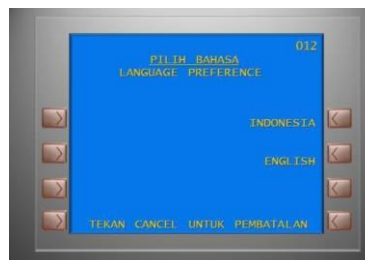 012
PILIH BAHASA
LANGUAGE PREFERENCE
INDONESIA
ENGLISH
TEKAN CANCEL UNTUK PEMBATALAN